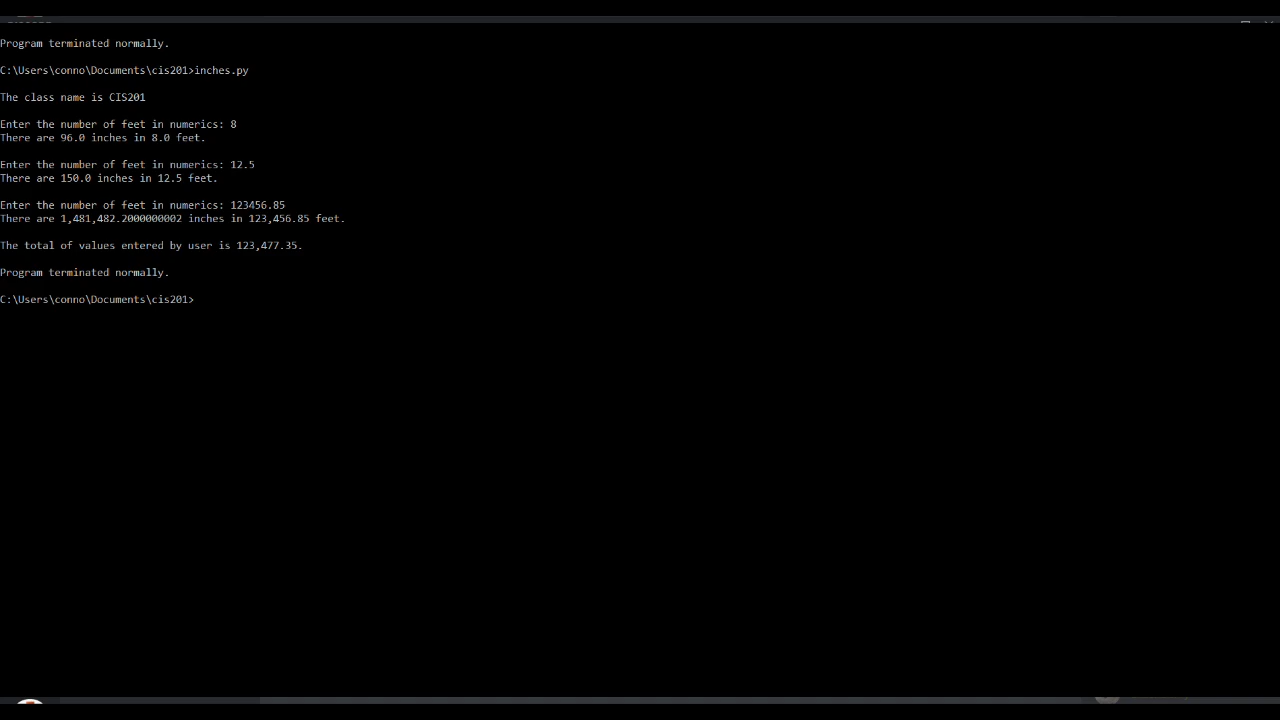 Program terminated normally.
C:\Users\conno\Documents\cis201>inches.py
The class name is CIS201
Enter the number of feet in numerics: 8
There are 96.0 inches in 8.0 feet.
Enter the number of feet in numerics: 12.5
There are 150.0 inches in 12.5 feet.
Enter the number of feet in numerics: 123456.85
There are 1,481,482.2000000002 inches in 123,456.85 feet.
The total of values entered by user is 123,477.35.
Program terminated normally.
C:\Users\conno\Documents\cis201>